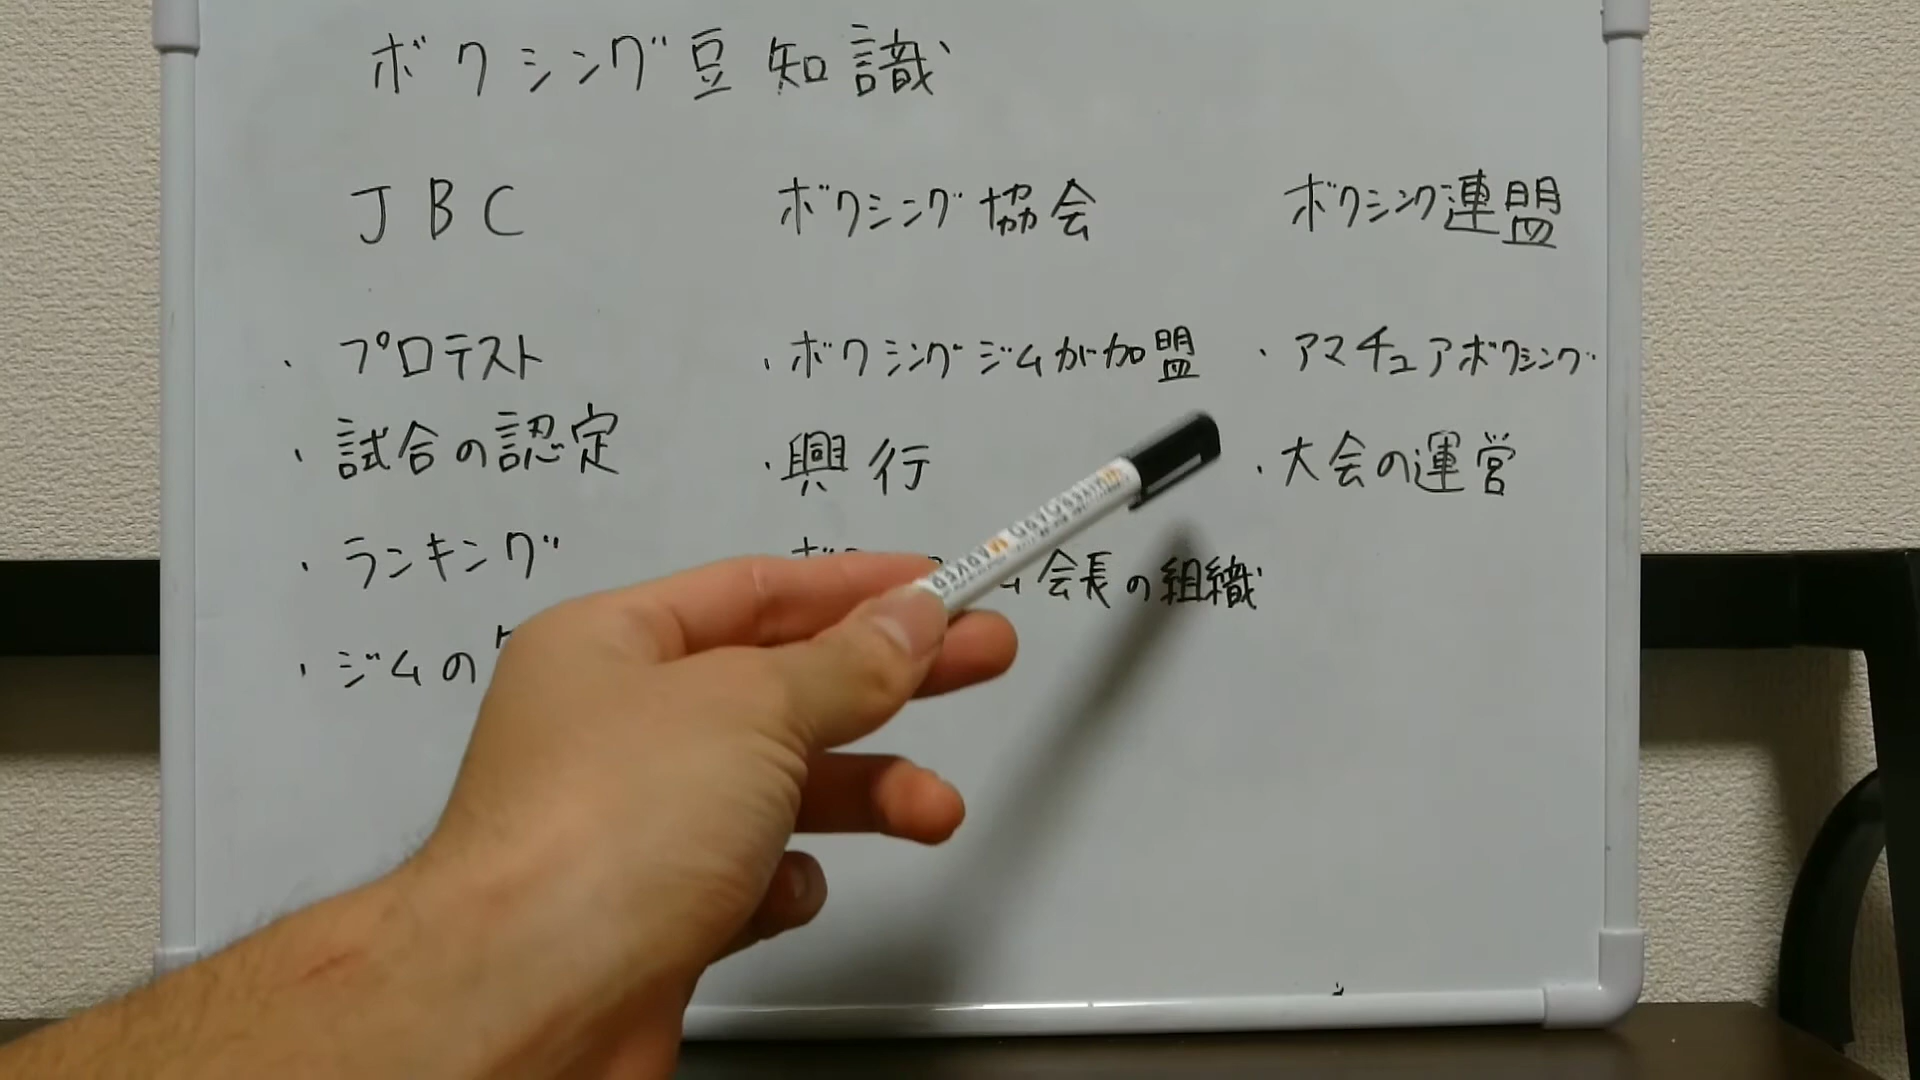 ボクシング豆知識
JBC
・プロテスト
・試合の認定
・ランキング
・ジムの
ボクシング協会
・ボクシングジムが加盟
・興行
会長の組織
ボクシング連盟
・アマチュアボクシング
・大会の運営